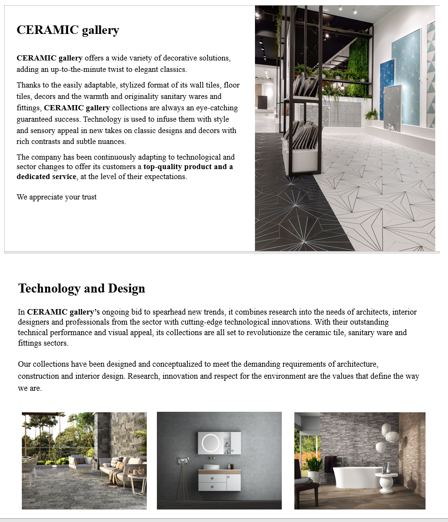 CERAMIC gallery
CERAMIC gallery offers a wide variety of decorative solutions,
adding an up-to-the-minute twist to elegant classics.
Thanks to the easily adaptable, stylized format of its wall tiles, floor
tiles, decors and the warmth and originality sanitary wares and
fittings, CERAMIC gallery collections are always an eye-catching
guaranteed success. Technology is used to infuse them with style
and sensory appeal in new takes on classic designs and decors with
rich contrasts and subtle nuances.
The company has been continuously adapting to technological and
sector changes to offer its customers a top-quality product and a
dedicated service, at the level of their expectations.
We appreciate your trust
Technology and Design
In CERAMIC gallery's ongoing bid to spearhead new trends, it combines research into the needs of architects, interior
designers and professionals from the sector with cutting-edge technological innovations. With their outstanding
technical performance and visual appeal, its collections are all set to revolutionize the ceramic tile, sanitary ware and
fittings sectors.
Our collections have been designed and conceptualized to meet the demanding requirements of architecture,
construction and interior design. Research, innovation and respect for the environment are the values that define the way
we are.